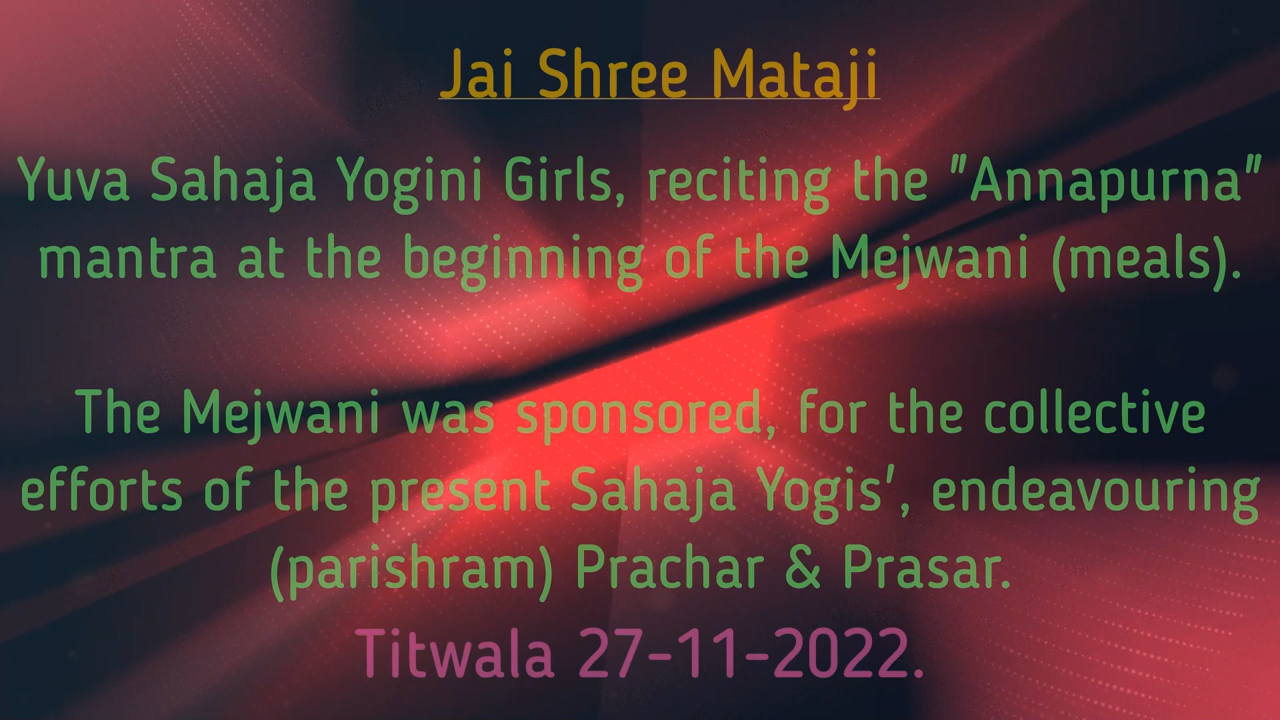 Jai Shree Mataji
Yuva Sahaja Yogini Girls, reciting the "Annapurna"
mantra at the beginning of the Mejwani (meals).
The Mejwani was sponsored, for the collective
efforts of the present Sahaja Yogis', endeavouring
(parishram) Prachar & Prasar.
Titwala 27-11-2022.